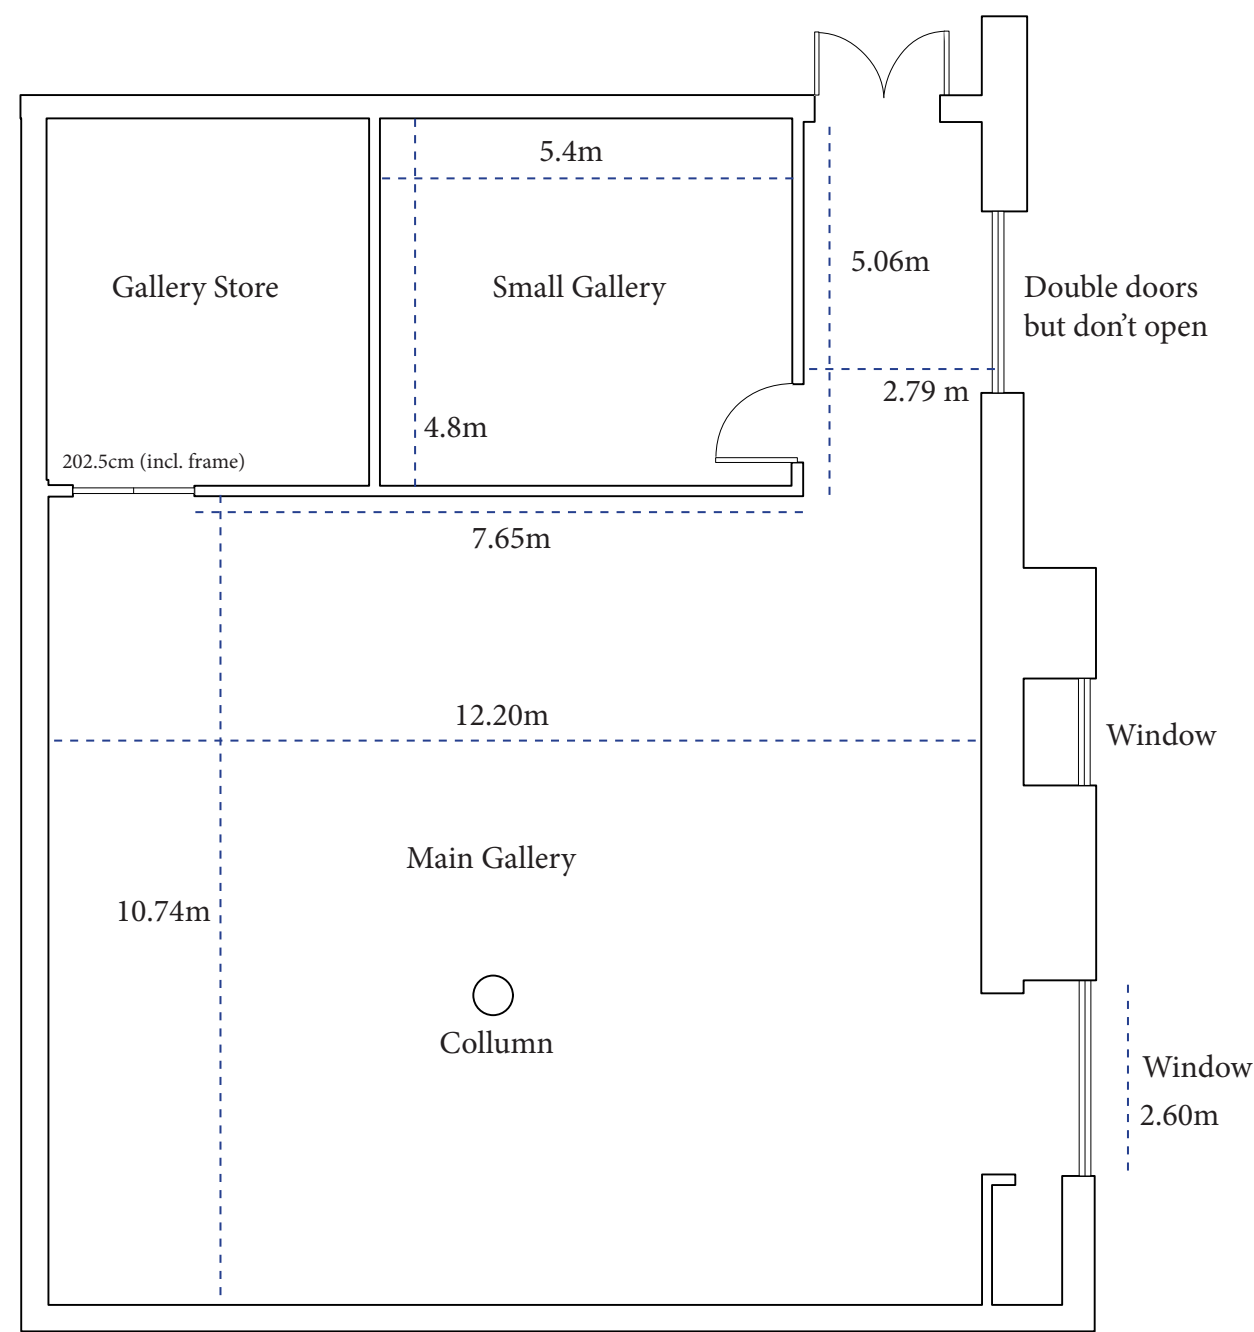 5.4m
5.06m
Gallery Store
Small Gallery
Double doors
but don't open
2.79 m
4.8m
202.5cm (incl. frame)
7.65m
12.20m
Window
Main Gallery
10.74m
Collumn
Window
2.60m